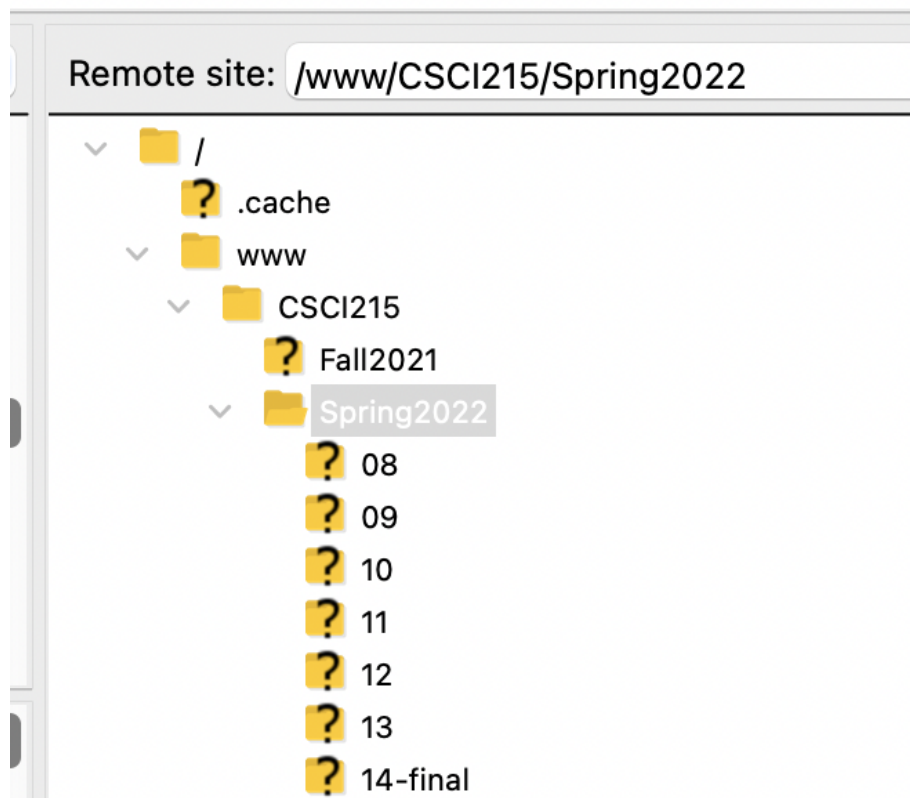 Remote site: /www/CSCI215/Spring2022
/
.cache
www
CSCI215
Fall2021
Spring2022
08
09
10
11
12
13
14-final